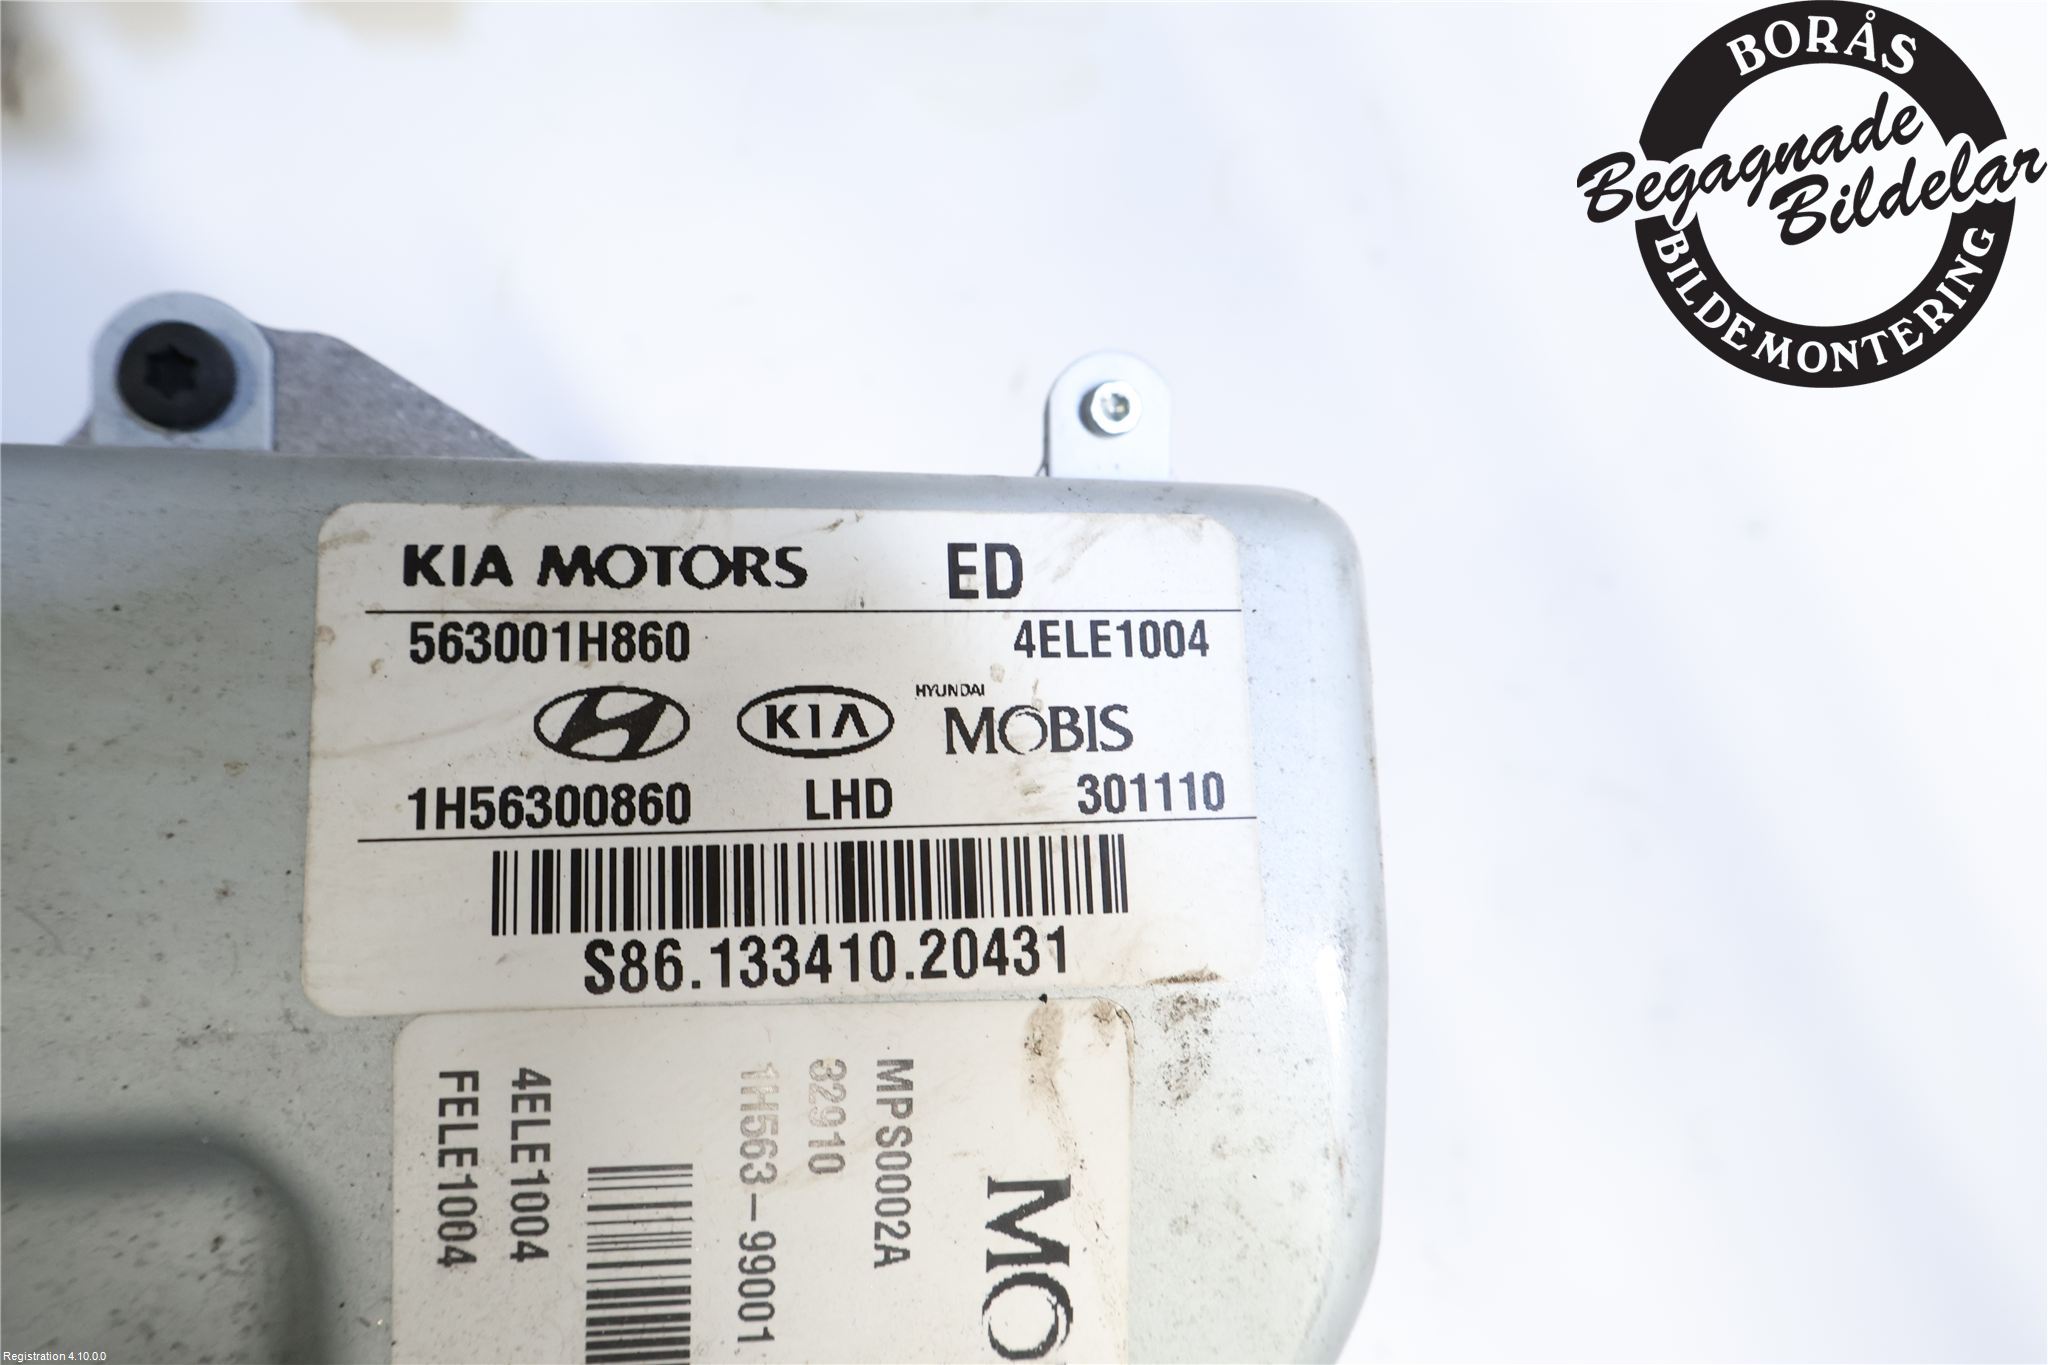 BORÅS
Begagnade
Bildelar
BILDEMONTERING
KIA MOTORS ED
563001H860 4ELE1004
KIA HYUNDAI MOBIS
1H56300860 LHD 301110
S86.133410.20431
MO
MPS0002A
32910
1H563-99001
4ELE1004
FELE1004
Registration 4.10.0.0